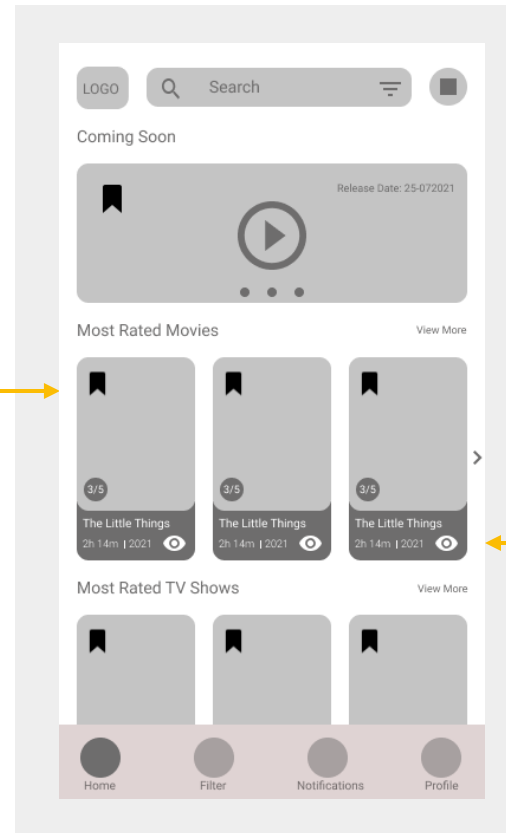 LOGO
Search
Coming Soon
Release Date: 25-072021
Most Rated Movies
View More
3/5
3/5
3/5
The Little Things
2h 14m | 2021
The Little Things
2h 14m | 2021
The Little Things
2h 14m | 2021
Most Rated TV Shows
View More
Home
Filter
Notifications
Profile